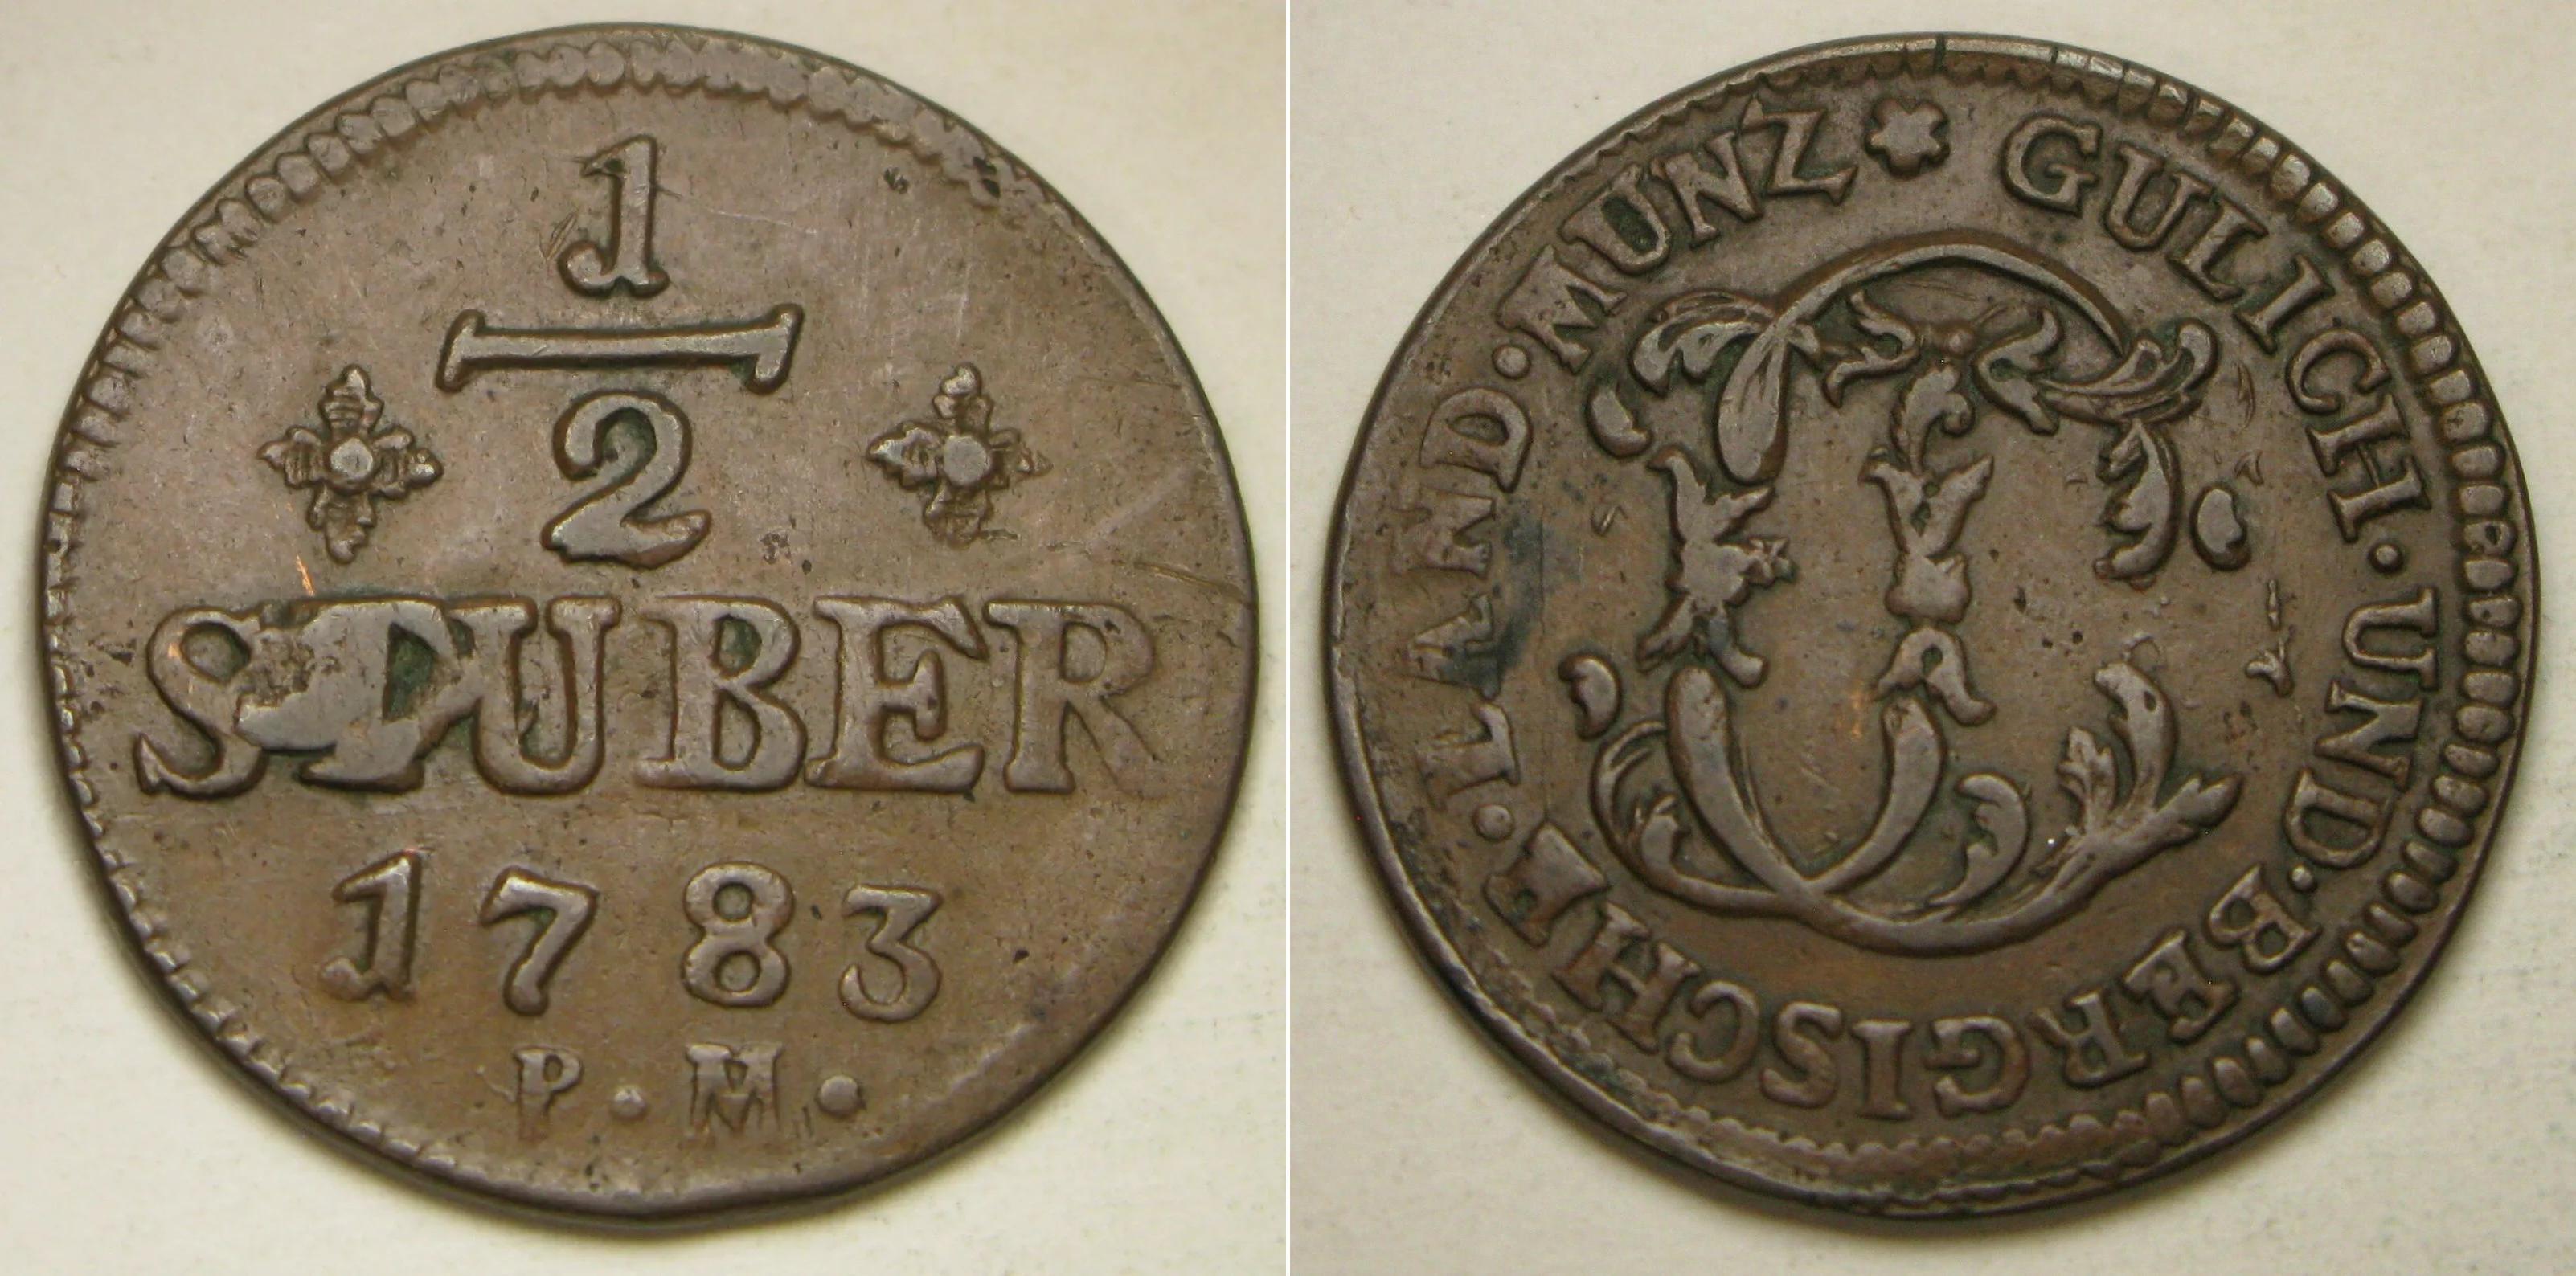 1
2
STUBER
1783
P.M.
GULICH.UND.BERGISCHE.LAND.MUNZ